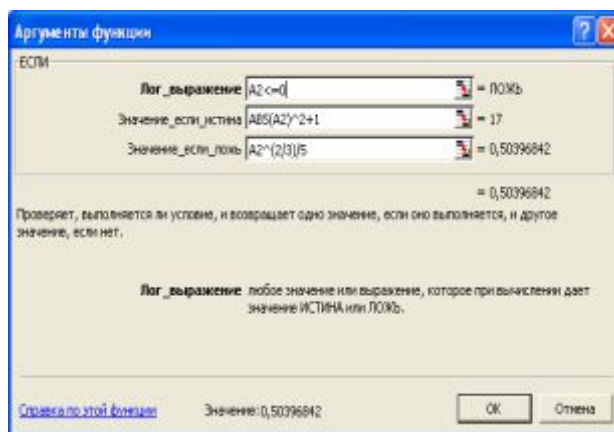 Аргументы функции
ЕСЛИ
Лог_выражение A2<=0 = ЛОЖЬ
Значение_если_истина ABS(A2)^2+1 = 17
Значение_если_ложь A2^(2/3)/5 = 0,50396842
= 0,50396842
Проверяет, выполняется ли условие, и возвращает одно значение, если оно выполняется, и другое
значение, если нет.
Лог_выражение любое значение или выражение, которое при вычислении дает
значение ИСТИНА или ЛОЖЬ.
Справка по этой функции Значение:0,50396842 ОК Отмена